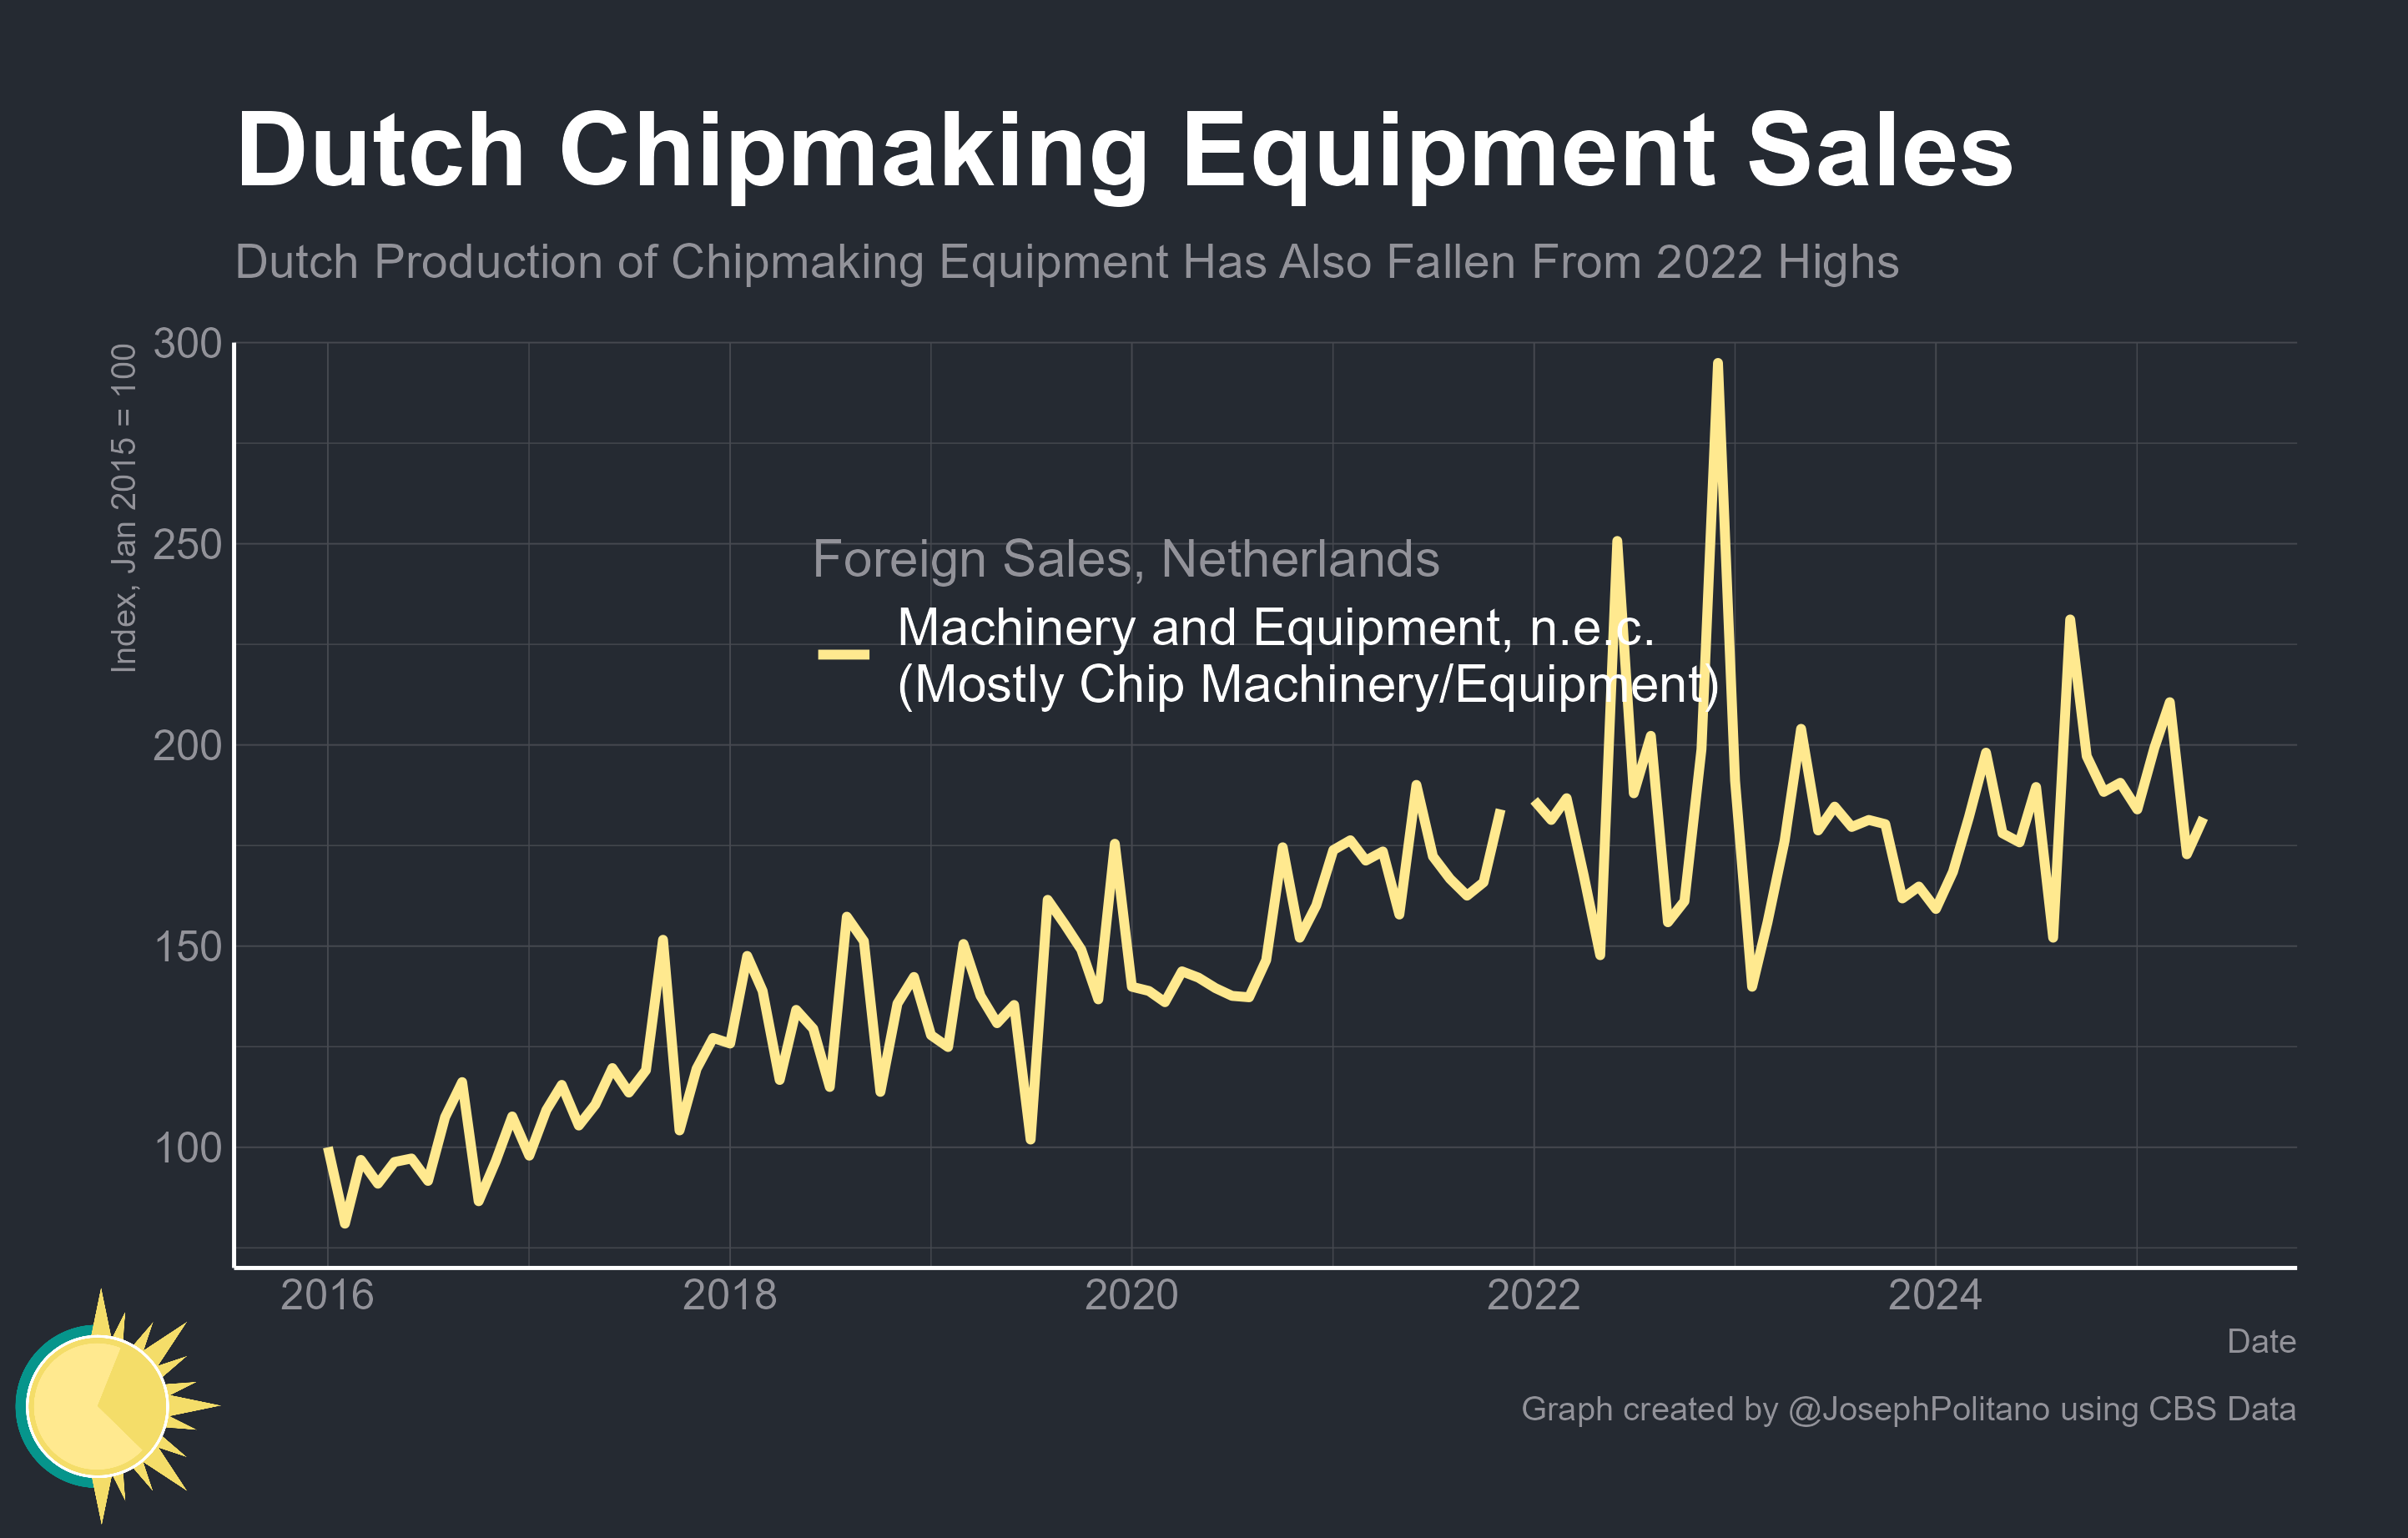 Dutch Chipmaking Equipment Sales
Dutch Production of Chipmaking Equipment Has Also Fallen From 2022 Highs
Index, Jan 2015 = 100
300
250
200
150
100
Foreign Sales, Netherlands
Machinery and Equipment, n.e.c.
(Mostly Chip Machinery/Equipment)
2016 2018 2020 2022 2024
Date
Graph created by @JosephPolitano using CBS Data